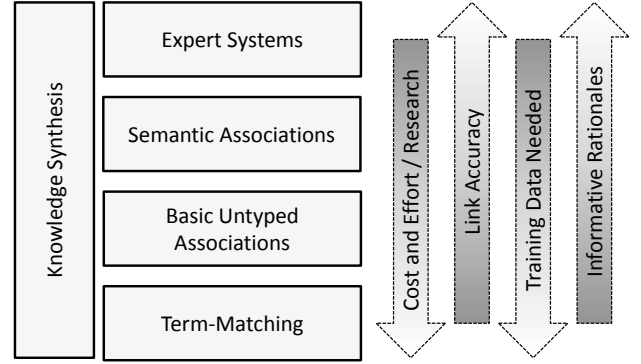 Knowledge Synthesis
Expert Systems
Semantic Associations
Basic Untyped
Associations
Term-Matching
Cost and Effort / Research
Link Accuracy
Training Data Needed
Informative Rationales